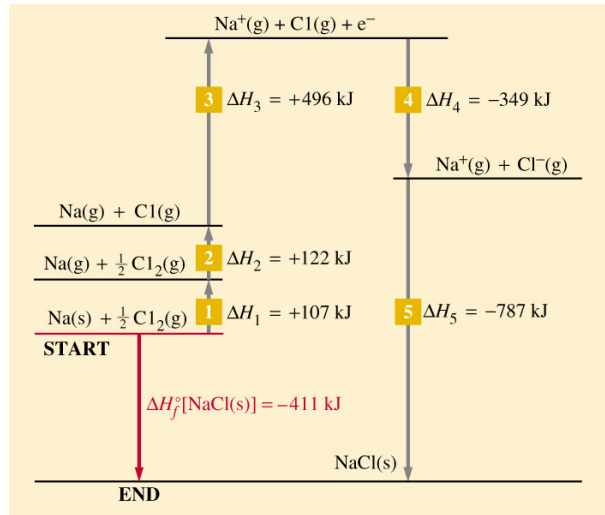 Na⁺(g) + Cl(g) + e⁻
3 ΔH₃ = +496 kJ
4 ΔH₄ = −349 kJ
Na⁺(g) + Cl⁻(g)
Na(g) + Cl(g)
2 ΔH₂ = +122 kJ
Na(g) + ½ Cl₂(g)
Na(s) + ½ Cl₂(g)
1 ΔH₁ = +107 kJ
5 ΔH₅ = −787 kJ
START
ΔH°f[NaCl(s)] = −411 kJ
NaCl(s)
END